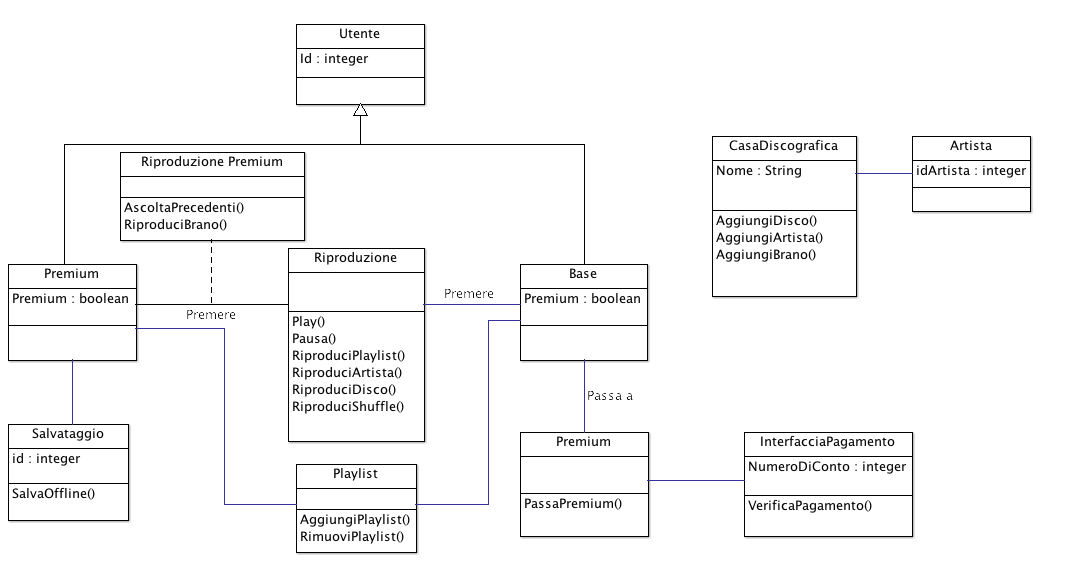 Utente
Id : integer
Riproduzione Premium
AscoltaPrecedenti()
RiproduciBrano()
CasaDiscografica
Nome : String
AggiungiDisco()
AggiungiArtista()
AggiungiBrano()
Artista
idArtista : integer
Premium
Premium : boolean
Premere
Riproduzione
Play()
Pausa()
RiproduciPlaylist()
RiproduciArtista()
RiproduciDisco()
RiproduciShuffle()
Premere
Base
Premium : boolean
Passa a
Salvataggio
id : integer
SalvaOffline()
Playlist
AggiungiPlaylist()
RimuoviPlaylist()
Premium
PassaPremium()
InterfacciaPagamento
NumeroDiConto : integer
VerificaPagamento()